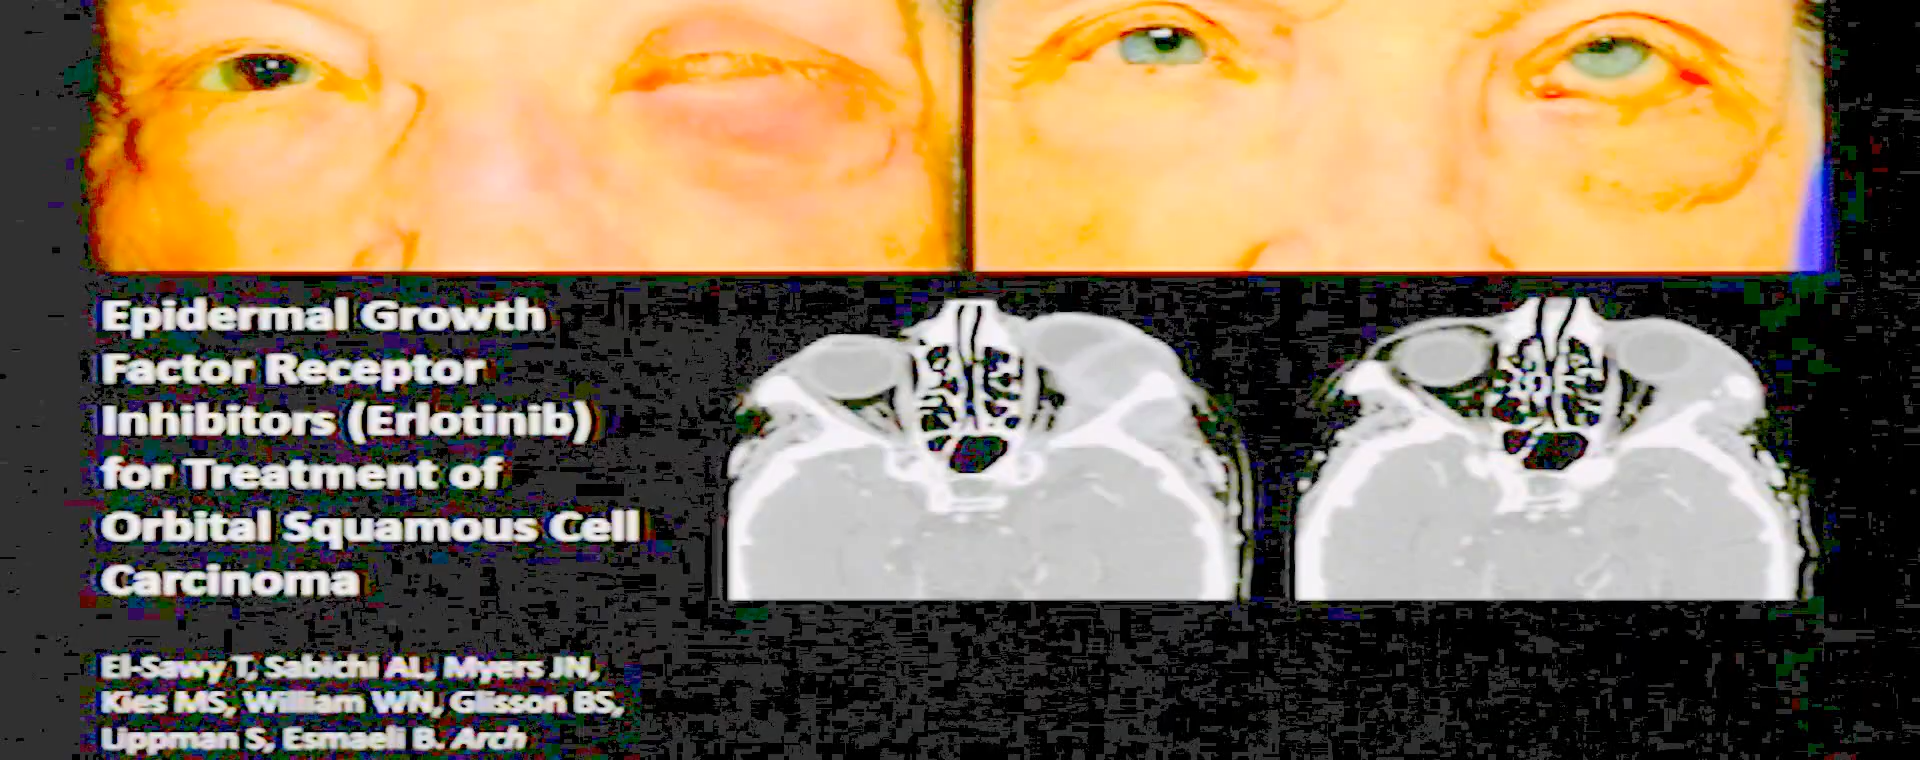 Epidermal Growth
Factor Receptor
Inhibitors (Erlotinib)
for Treatment of
Orbital Squamous Cell
Carcinoma
El-Sawy T, Sabichi AL, Myers JN,
Kies MS, William WN, Glisson BS,
Lippman S, Esmaeli B. Arch